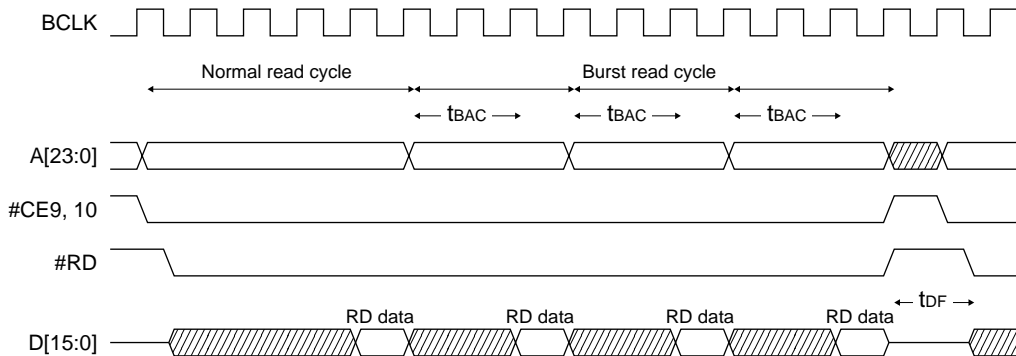 BCLK
Normal read cycle Burst read cycle
tBAC tBAC tBAC
A[23:0]
#CE9, 10
#RD
tDF
RD data RD data RD data RD data
D[15:0]